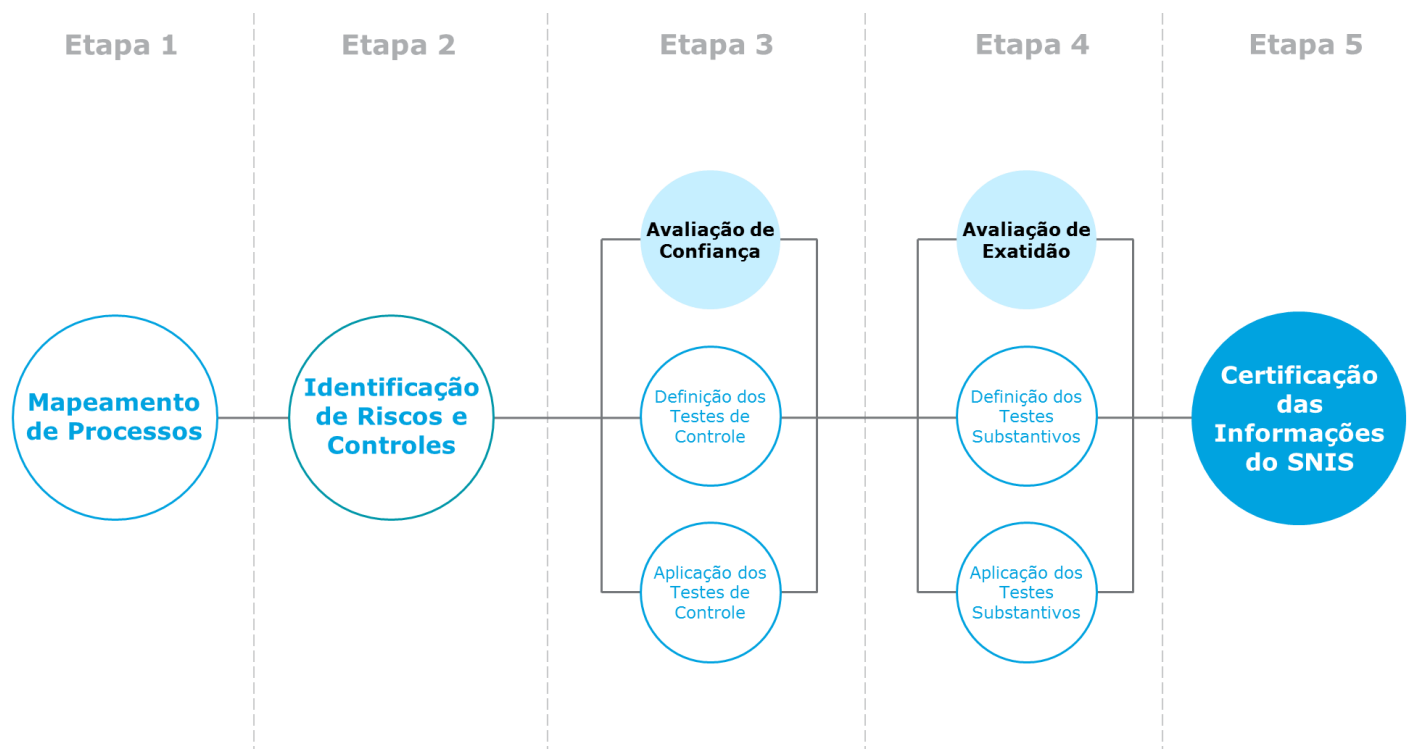 Etapa 1
Etapa 2
Etapa 3
Etapa 4
Etapa 5
Mapeamento
de Processos
Identificação
de Riscos e
Controles
Avaliação de
Confiança
Definição dos
Testes de
Controle
Aplicação dos
Testes de
Controle
Avaliação de
Exatidão
Definição dos
Testes
Substantivos
Aplicação dos
Testes
Substantivos
Certificação
das
Informações
do SNIS